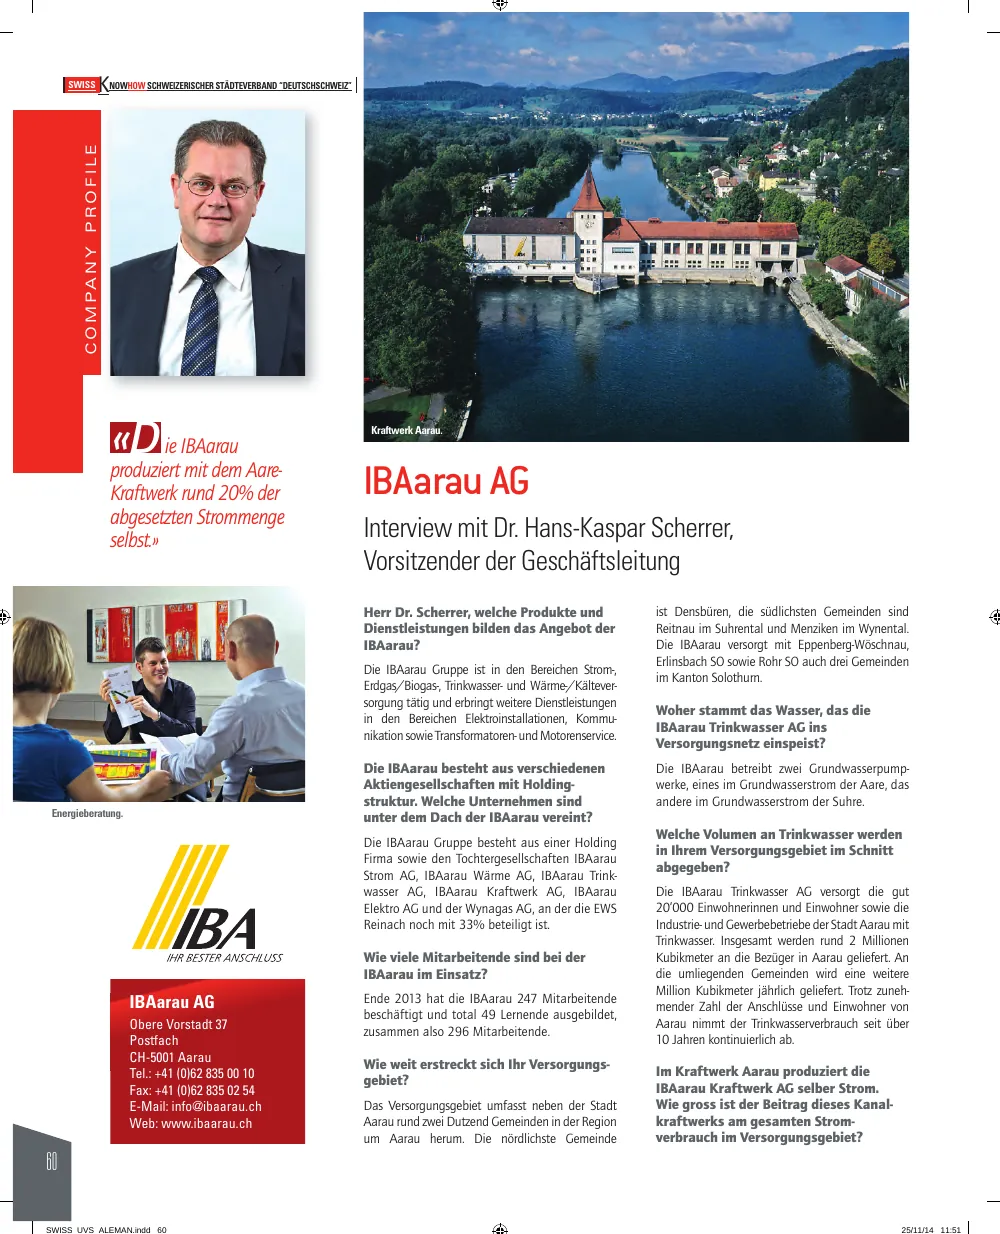 SWISS KNOWHOW SCHWEIZERISCHER STÄDTEVERBAND "DEUTSCHSCHWEIZ"
COMPANY PROFILE
Kraftwerk Aarau.
«Die IBAarau
produziert mit dem Aare-
Kraftwerk rund 20% der
abgesetzten Strommenge
selbst.»
Energieberatung.
IBA
IHR BESTER ANSCHLUSS
IBAarau AG
Obere Vorstadt 37
Postfach
CH-5001 Aarau
Tel.: +41 (0)62 835 00 10
Fax: +41 (0)62 835 02 54
E-Mail: info@ibaarau.ch
Web: www.ibaarau.ch
IBAarau AG
Interview mit Dr. Hans-Kaspar Scherrer,
Vorsitzender der Geschäftsleitung
Herr Dr. Scherrer, welche Produkte und
Dienstleistungen bilden das Angebot der
IBAarau?
Die IBAarau Gruppe ist in den Bereichen Strom-,
Erdgas/Biogas-, Trinkwasser- und Wärme-/Kältever-
sorgung tätig und erbringt weitere Dienstleistungen
in den Bereichen Elektroinstallationen, Kommu-
nikation sowie Transformatoren- und Motorenservice.
Die IBAarau besteht aus verschiedenen
Aktiengesellschaften mit Holding-
struktur. Welche Unternehmen sind
unter dem Dach der IBAarau vereint?
Die IBAarau Gruppe besteht aus einer Holding
Firma sowie den Tochtergesellschaften IBAarau
Strom AG, IBAarau Wärme AG, IBAarau Trink-
wasser AG, IBAarau Kraftwerk AG, IBAarau
Elektro AG und der Wynagas AG, an der die EWS
Reinach noch mit 33% beteiligt ist.
Wie viele Mitarbeitende sind bei der
IBAarau im Einsatz?
Ende 2013 hat die IBAarau 247 Mitarbeitende
beschäftigt und total 49 Lernende ausgebildet,
zusammen also 296 Mitarbeitende.
Wie weit erstreckt sich Ihr Versorgungs-
gebiet?
Das Versorgungsgebiet umfasst neben der Stadt
Aarau rund zwei Dutzend Gemeinden in der Region
um Aarau herum. Die nördlichste Gemeinde
ist Densbüren, die südlichsten Gemeinden sind
Reitnau im Suhrental und Menziken im Wynental.
Die IBAarau versorgt mit Eppenberg-Wöschnau,
Erlinsbach SO sowie Rohr SO auch drei Gemeinden
im Kanton Solothurn.
Woher stammt das Wasser, das die
IBAarau Trinkwasser AG ins
Versorgungsnetz einspeist?
Die IBAarau betreibt zwei Grundwasserpump-
werke, eines im Grundwasserstrom der Aare, das
andere im Grundwasserstrom der Suhre.
Welche Volumen an Trinkwasser werden
in Ihrem Versorgungsgebiet im Schnitt
abgegeben?
Die IBAarau Trinkwasser AG versorgt die gut
20'000 Einwohnerinnen und Einwohner sowie die
Industrie- und Gewerbebetriebe der Stadt Aarau mit
Trinkwasser. Insgesamt werden rund 2 Millionen
Kubikmeter an die Bezüger in Aarau geliefert. An
die umliegenden Gemeinden wird eine weitere
Million Kubikmeter jährlich geliefert. Trotz zuneh-
mender Zahl der Anschlüsse und Einwohner von
Aarau nimmt der Trinkwasserverbrauch seit über
10 Jahren kontinuierlich ab.
Im Kraftwerk Aarau produziert die
IBAarau Kraftwerk AG selber Strom.
Wie gross ist der Beitrag dieses Kanal-
kraftwerks am gesamten Strom-
verbrauch im Versorgungsgebiet?
60
SWISS_UVS_ALEMAN.indd 60
25/11/14 11:51